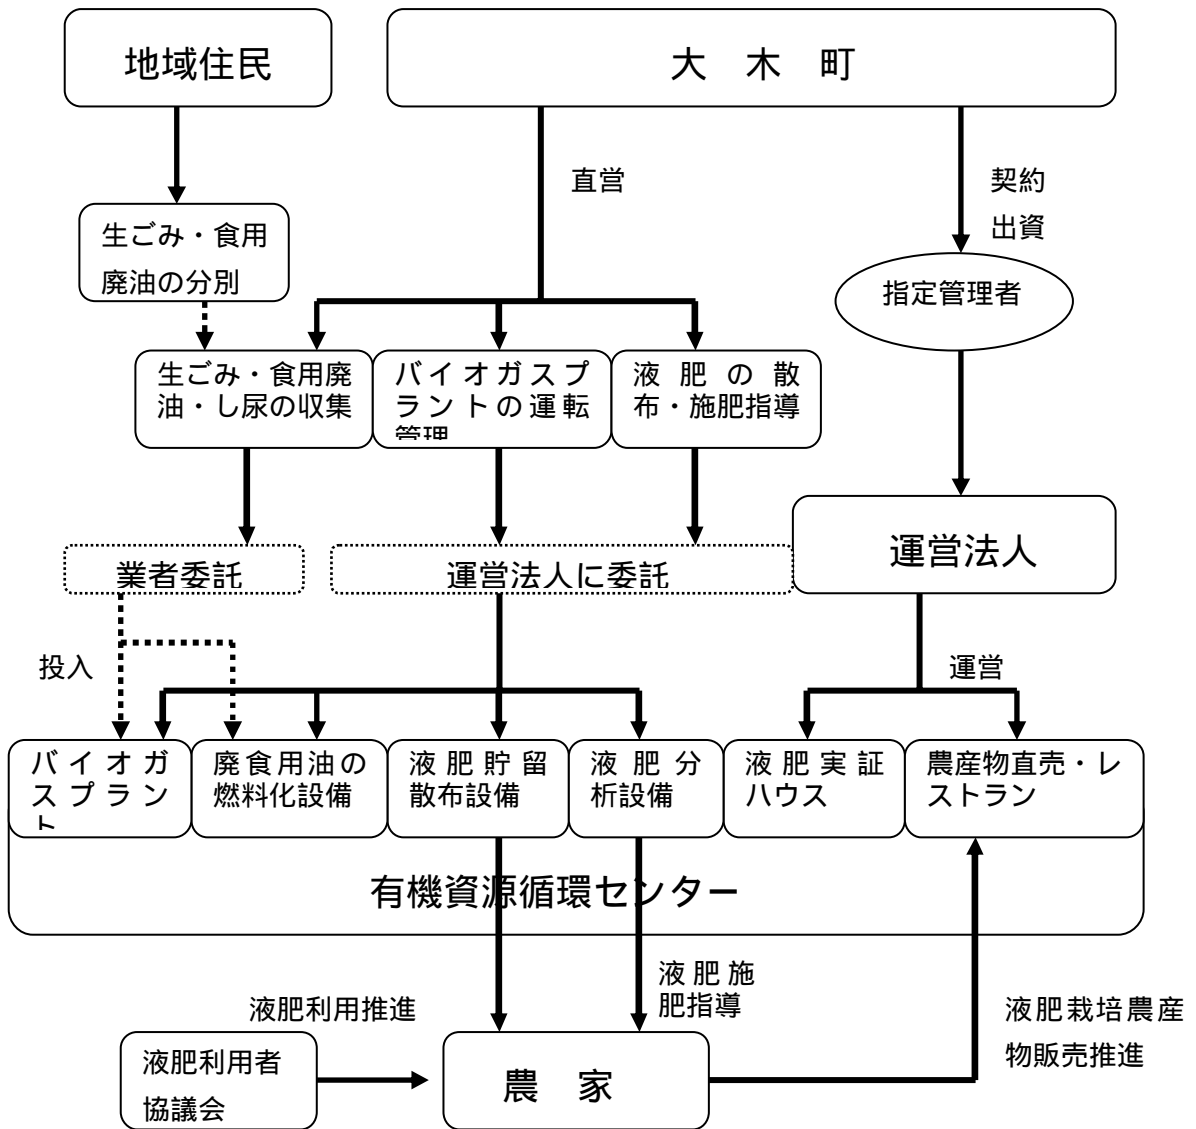 地域住民
大 木 町
直営
契約
出資
生ごみ・食用
廃油の分別
指定管理者
生ごみ・食用廃
油・し尿の収集
バイオガスプ
ラントの運転
管理
液肥の散
布・施肥指導
業者委託
運営法人に委託
運営法人
投入
運営
バイオガ
スプラン
ト
廃食用油の
燃料化設備
液肥貯留
散布設備
液肥分
析設備
液肥実証
ハウス
農産物直売・レ
ストラン
有機資源循環センター
液肥施
肥指導
液肥利用推進
液肥栽培農産
物販売推進
液肥利用者
協議会
農 家